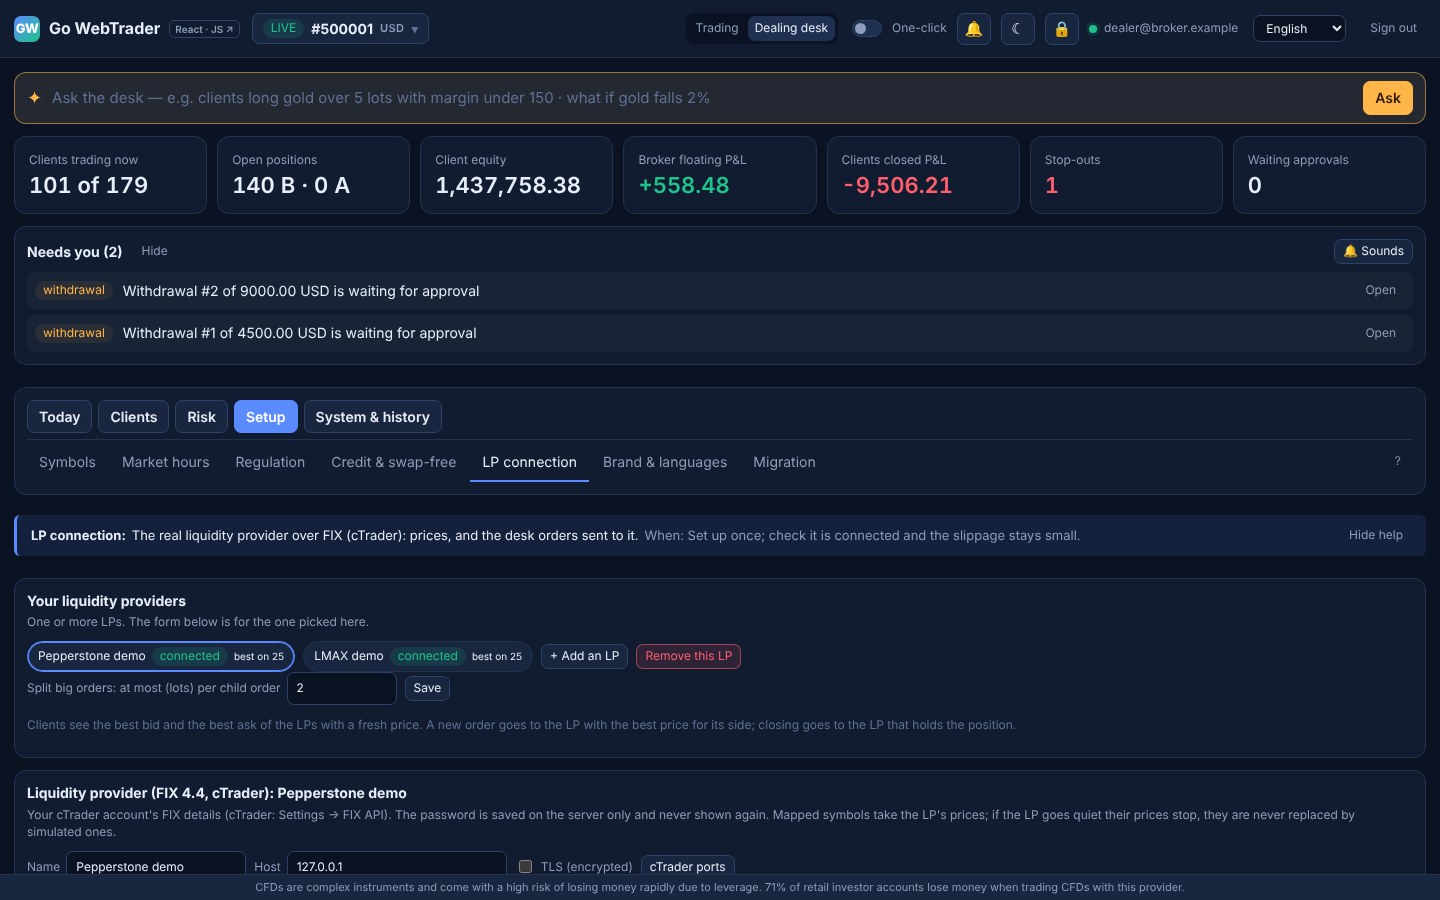 GW Go WebTrader React · JS ↗ LIVE #500001 USD ▾ Trading Dealing desk One-click dealer@broker.example English Sign out
Ask the desk — e.g. clients long gold over 5 lots with margin under 150 · what if gold falls 2% Ask
Clients trading now
101 of 179
Open positions
140 B · 0 A
Client equity
1,437,758.38
Broker floating P&L
+558.48
Clients closed P&L
-9,506.21
Stop-outs
1
Waiting approvals
0
Needs you (2) Hide Sounds
withdrawal Withdrawal #2 of 9000.00 USD is waiting for approval Open
withdrawal Withdrawal #1 of 4500.00 USD is waiting for approval Open
Today Clients Risk Setup System & history
Symbols Market hours Regulation Credit & swap-free LP connection Brand & languages Migration ?
LP connection: The real liquidity provider over FIX (cTrader): prices, and the desk orders sent to it. When: Set up once; check it is connected and the slippage stays small. Hide help
Your liquidity providers
One or more LPs. The form below is for the one picked here.
Pepperstone demo connected best on 25 LMAX demo connected best on 25 + Add an LP Remove this LP
Split big orders: at most (lots) per child order 2 Save
Clients see the best bid and the best ask of the LPs with a fresh price. A new order goes to the LP with the best price for its side; closing goes to the LP that holds the position.
Liquidity provider (FIX 4.4, cTrader): Pepperstone demo
Your cTrader account's FIX details (cTrader: Settings → FIX API). The password is saved on the server only and never shown again. Mapped symbols take the LP's prices; if the LP goes quiet their prices stop, they are never replaced by
simulated ones.
Name Pepperstone demo Host 127.0.0.1 TLS (encrypted) cTrader ports
CFDs are complex instruments and come with a high risk of losing money rapidly due to leverage. 71% of retail investor accounts lose money when trading CFDs with this provider.